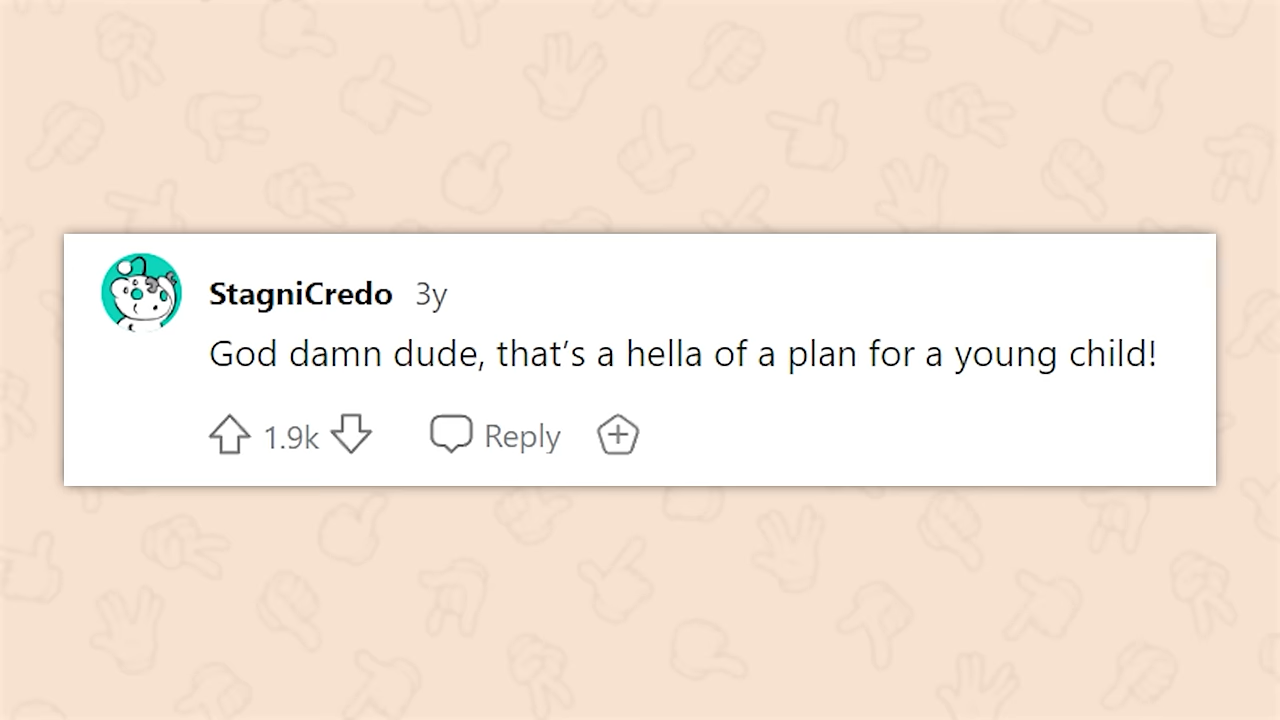 StagniCredo 3y
God damn dude, that’s a hella of a plan for a young child!
1.9k Reply